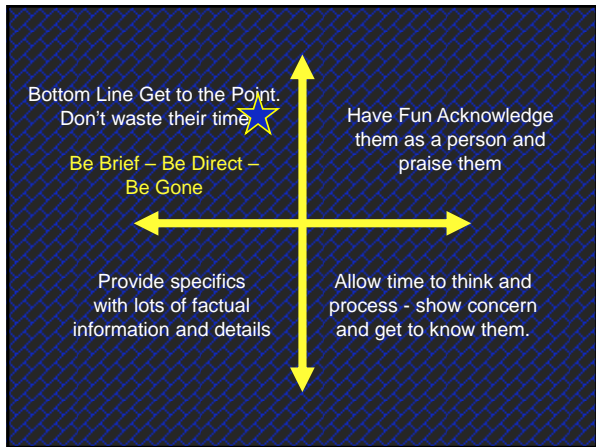 Bottom Line Get to the Point.
Don't waste their time
Be Brief – Be Direct –
Be Gone
Have Fun Acknowledge
them as a person and
praise them
Provide specifics
with lots of factual
information and details
Allow time to think and
process - show concern
and get to know them.